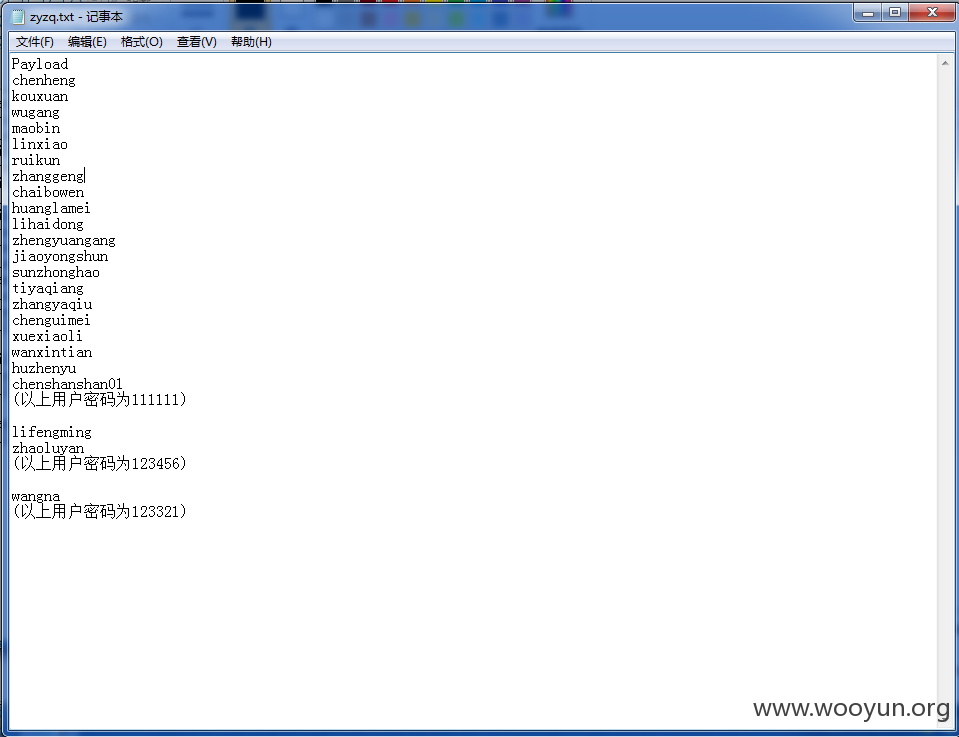 zyzq.txt - 记事本
文件(F) 编辑(E) 格式(O) 查看(V) 帮助(H)
Payload
chenheng
kouxuan
wugang
maobin
linxiao
ruikun
zhanggeng
chaibowen
huanglamei
lihaidong
zhengyuangang
jiaoyongshun
sunzhonghao
tiyaqiang
zhangyaqiu
chenguimei
xuexiaoli
wanxintian
huzhenyu
chenshanshan01
(以上用户密码为111111)
lifengming
zhaoluyan
(以上用户密码为123456)
wangna
(以上用户密码为123321)
www.wooyun.org